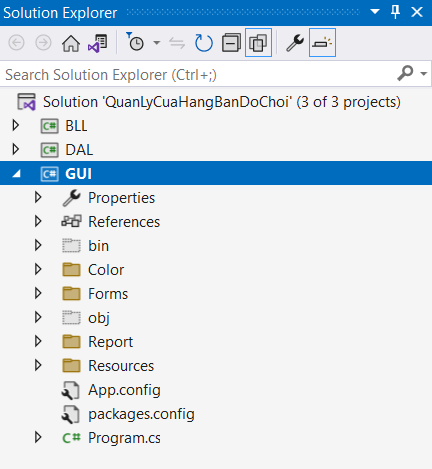 Solution Explorer
Search Solution Explorer (Ctrl+;)
Solution 'QuanLyCuaHangBanDoChoi' (3 of 3 projects)
C# BLL
C# DAL
C# GUI
Properties
References
bin
Color
Forms
obj
Report
Resources
App.config
packages.config
C# Program.cs